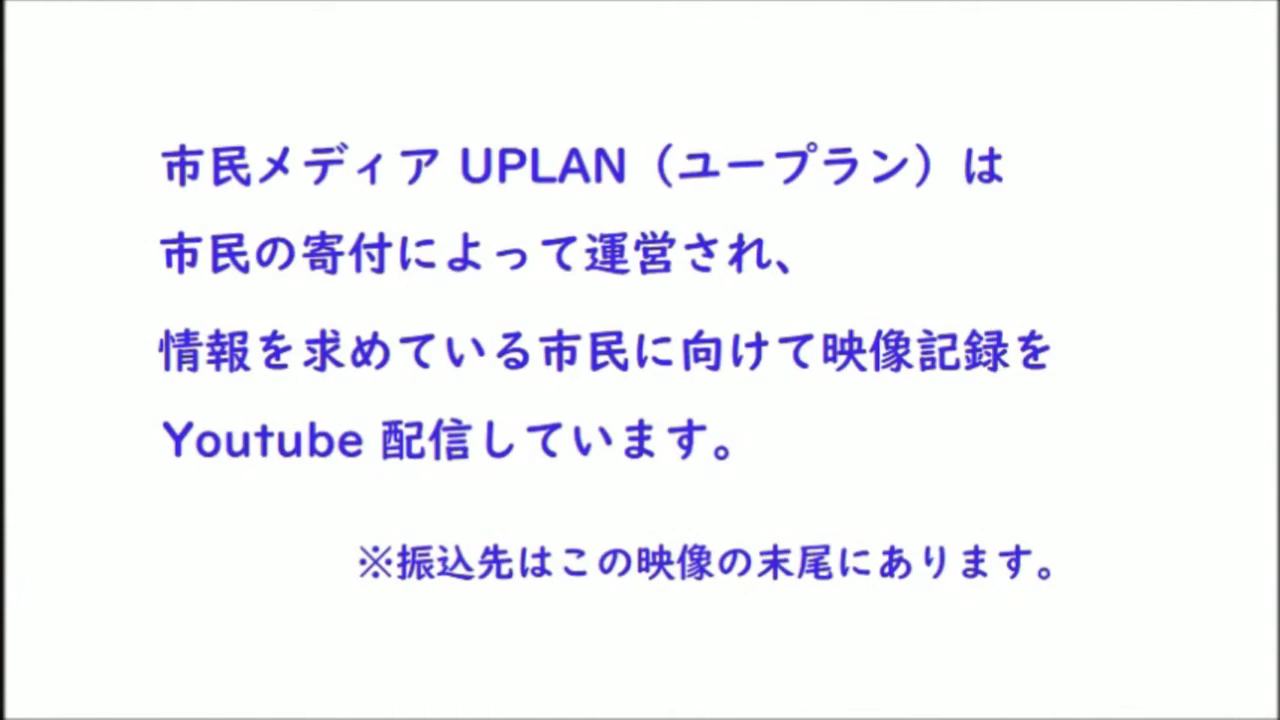 市民メディア UPLAN（ユープラン）は
市民の寄付によって運営され、
情報を求めている市民に向けて映像記録を
Youtube 配信しています。
※振込先はこの映像の末尾にあります。